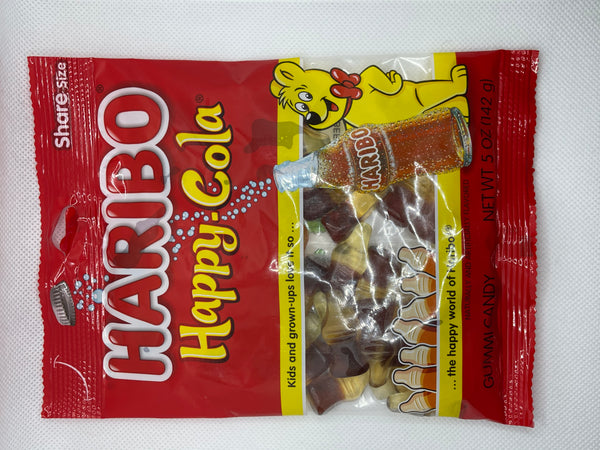 Share Size
HARIBO®
Happy-Cola®
HARIBO
Kids and grown-ups love it so ...
... the happy world of Haribo®
GUMMI CANDY NET WT. 5 OZ (142 g)